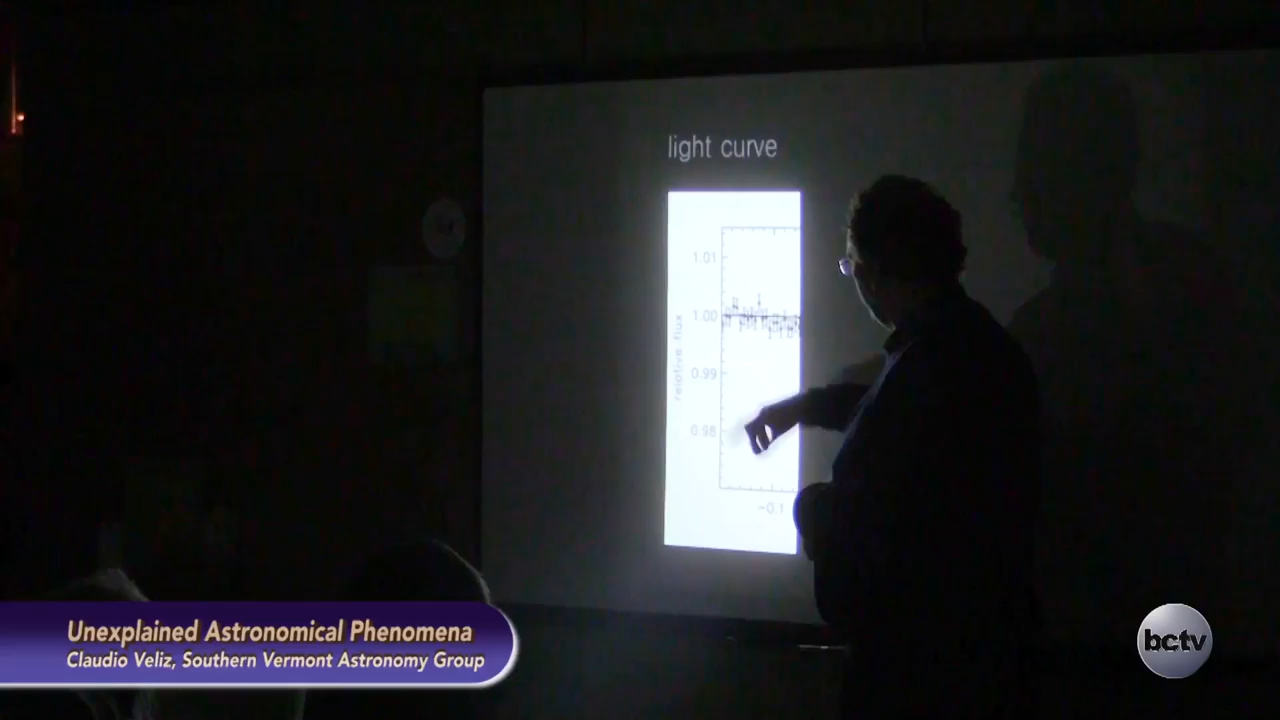 light curve
1.01
1.00
0.99
0.98
relative flux
-0.1
Unexplained Astronomical Phenomena
Claudio Veliz, Southern Vermont Astronomy Group
bctv